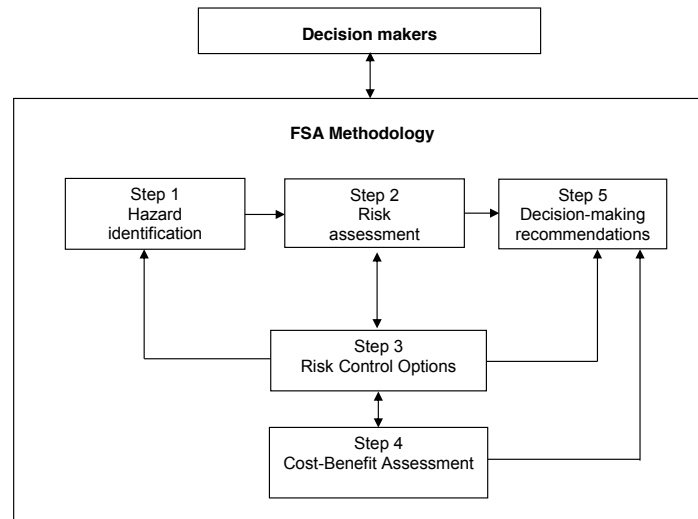 Decision makers
FSA Methodology
Step 1
Hazard
identification
Step 2
Risk
assessment
Step 5
Decision-making
recommendations
Step 3
Risk Control Options
Step 4
Cost-Benefit Assessment